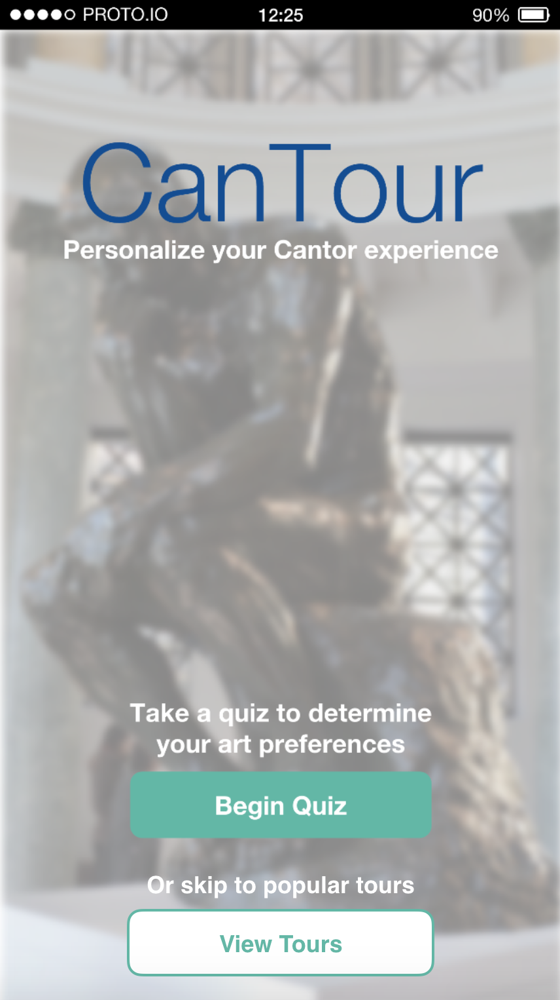 PROTO.IO 12:25 90%
CanTour
Personalize your Cantor experience
Take a quiz to determine
your art preferences
Begin Quiz
Or skip to popular tours
View Tours